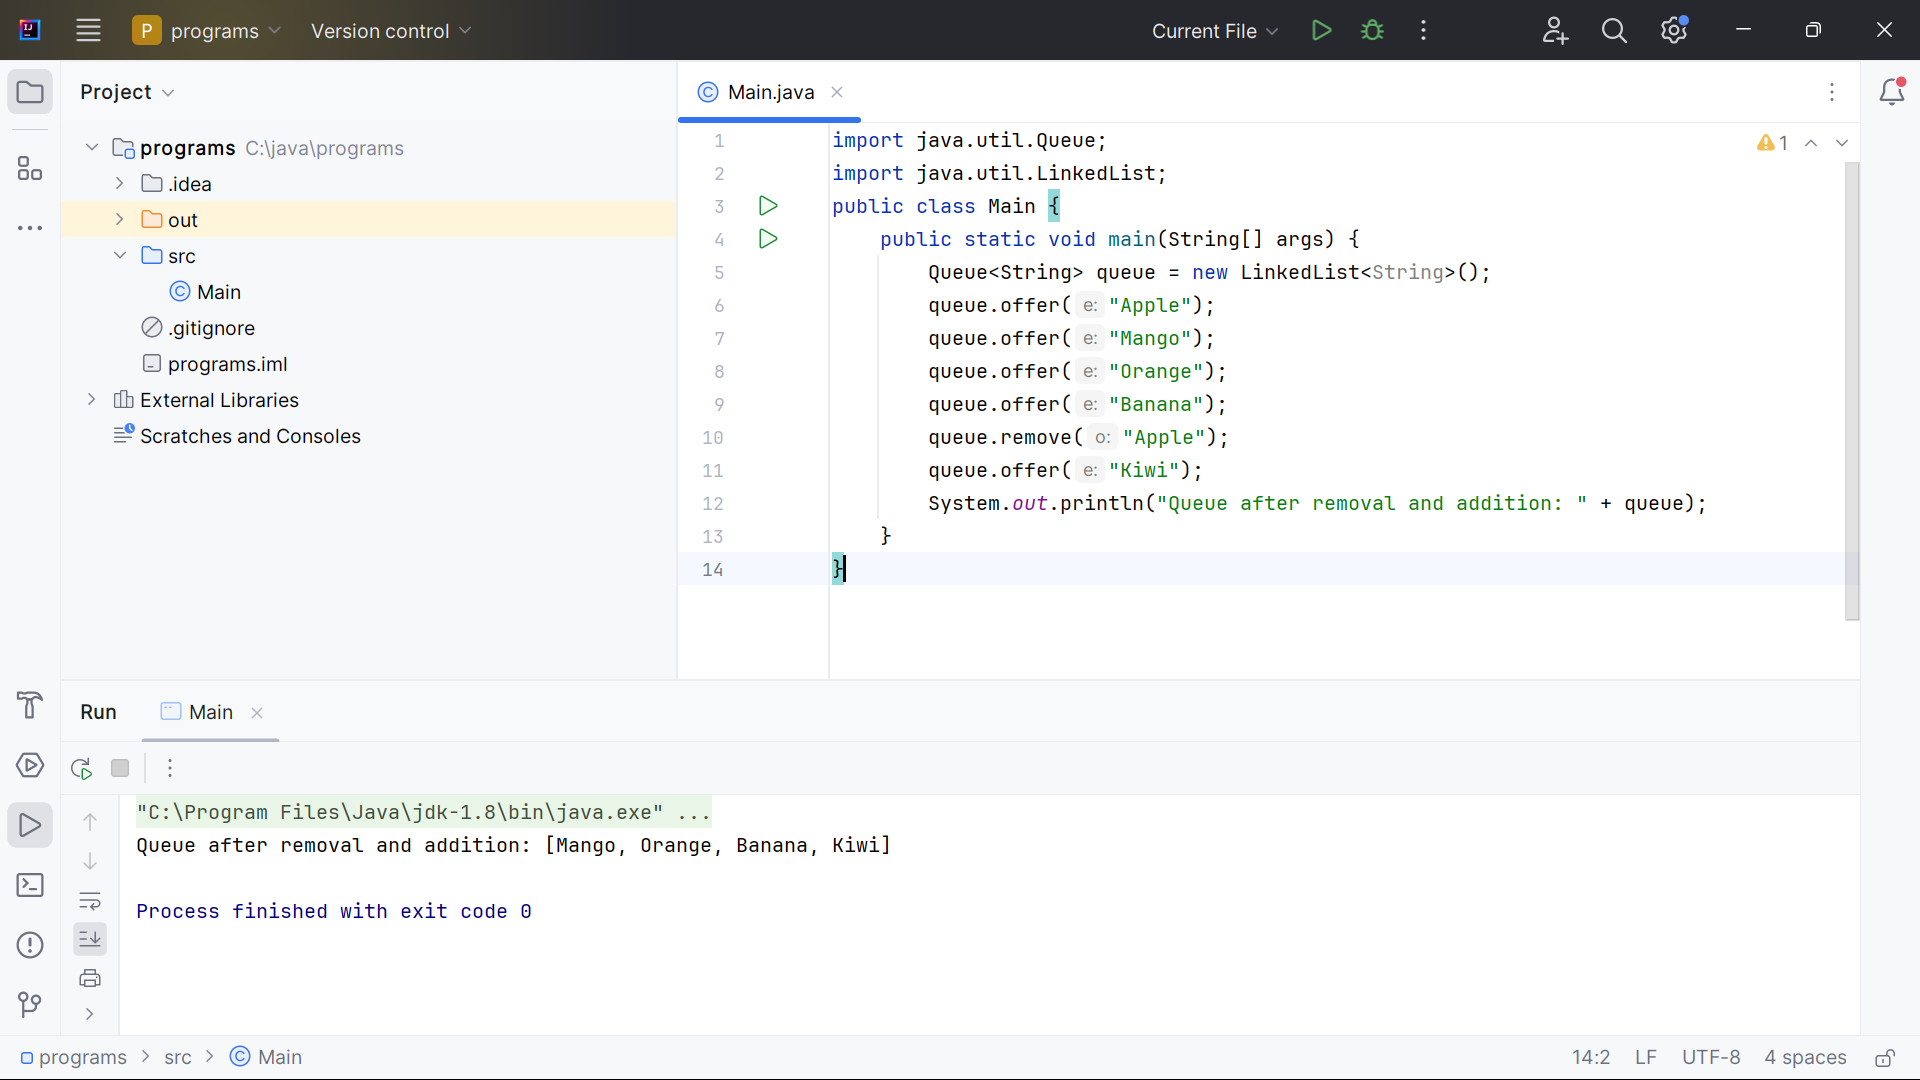 P programs Version control Current File
Project
Main.java
programs C:\java\programs
.idea
out
src
Main
.gitignore
programs.iml
External Libraries
Scratches and Consoles
1 import java.util.Queue;
2 import java.util.LinkedList;
3 public class Main {
4 public static void main(String[] args) {
5 Queue<String> queue = new LinkedList<String>();
6 queue.offer( e: "Apple");
7 queue.offer( e: "Mango");
8 queue.offer( e: "Orange");
9 queue.offer( e: "Banana");
10 queue.remove( o: "Apple");
11 queue.offer( e: "Kiwi");
12 System.out.println("Queue after removal and addition: " + queue);
13 }
14 }
1
Run Main
"C:\Program Files\Java\jdk-1.8\bin\java.exe" ...
Queue after removal and addition: [Mango, Orange, Banana, Kiwi]
Process finished with exit code 0
programs > src > Main 14:2 LF UTF-8 4 spaces